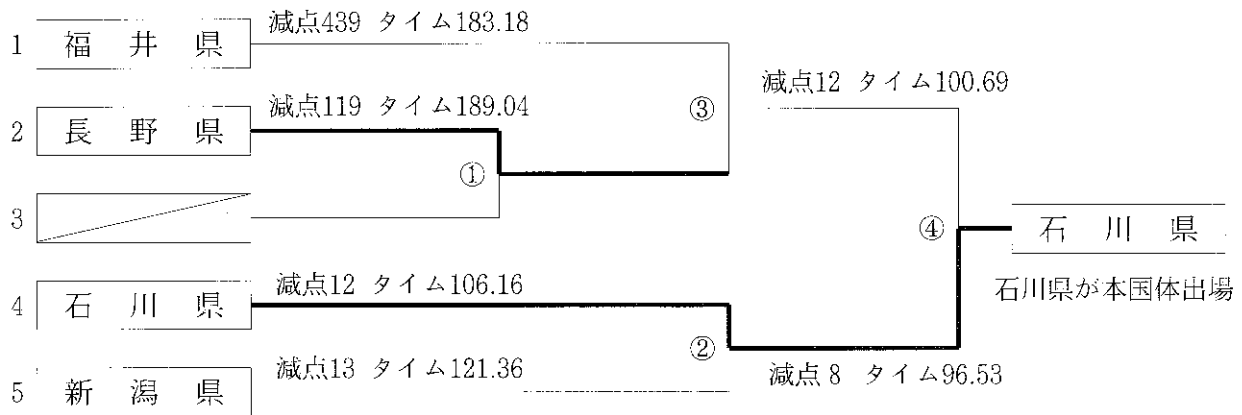 減点439 タイム183.18
1 福井県
減点12 タイム100.69
減点119 タイム189.04
③
2 長野県
①
3
④ 石川県
減点12 タイム106.16
石川県が本国体出場
4 石川県
②
減点13 タイム121.36
減点8 タイム96.53
5 新潟県